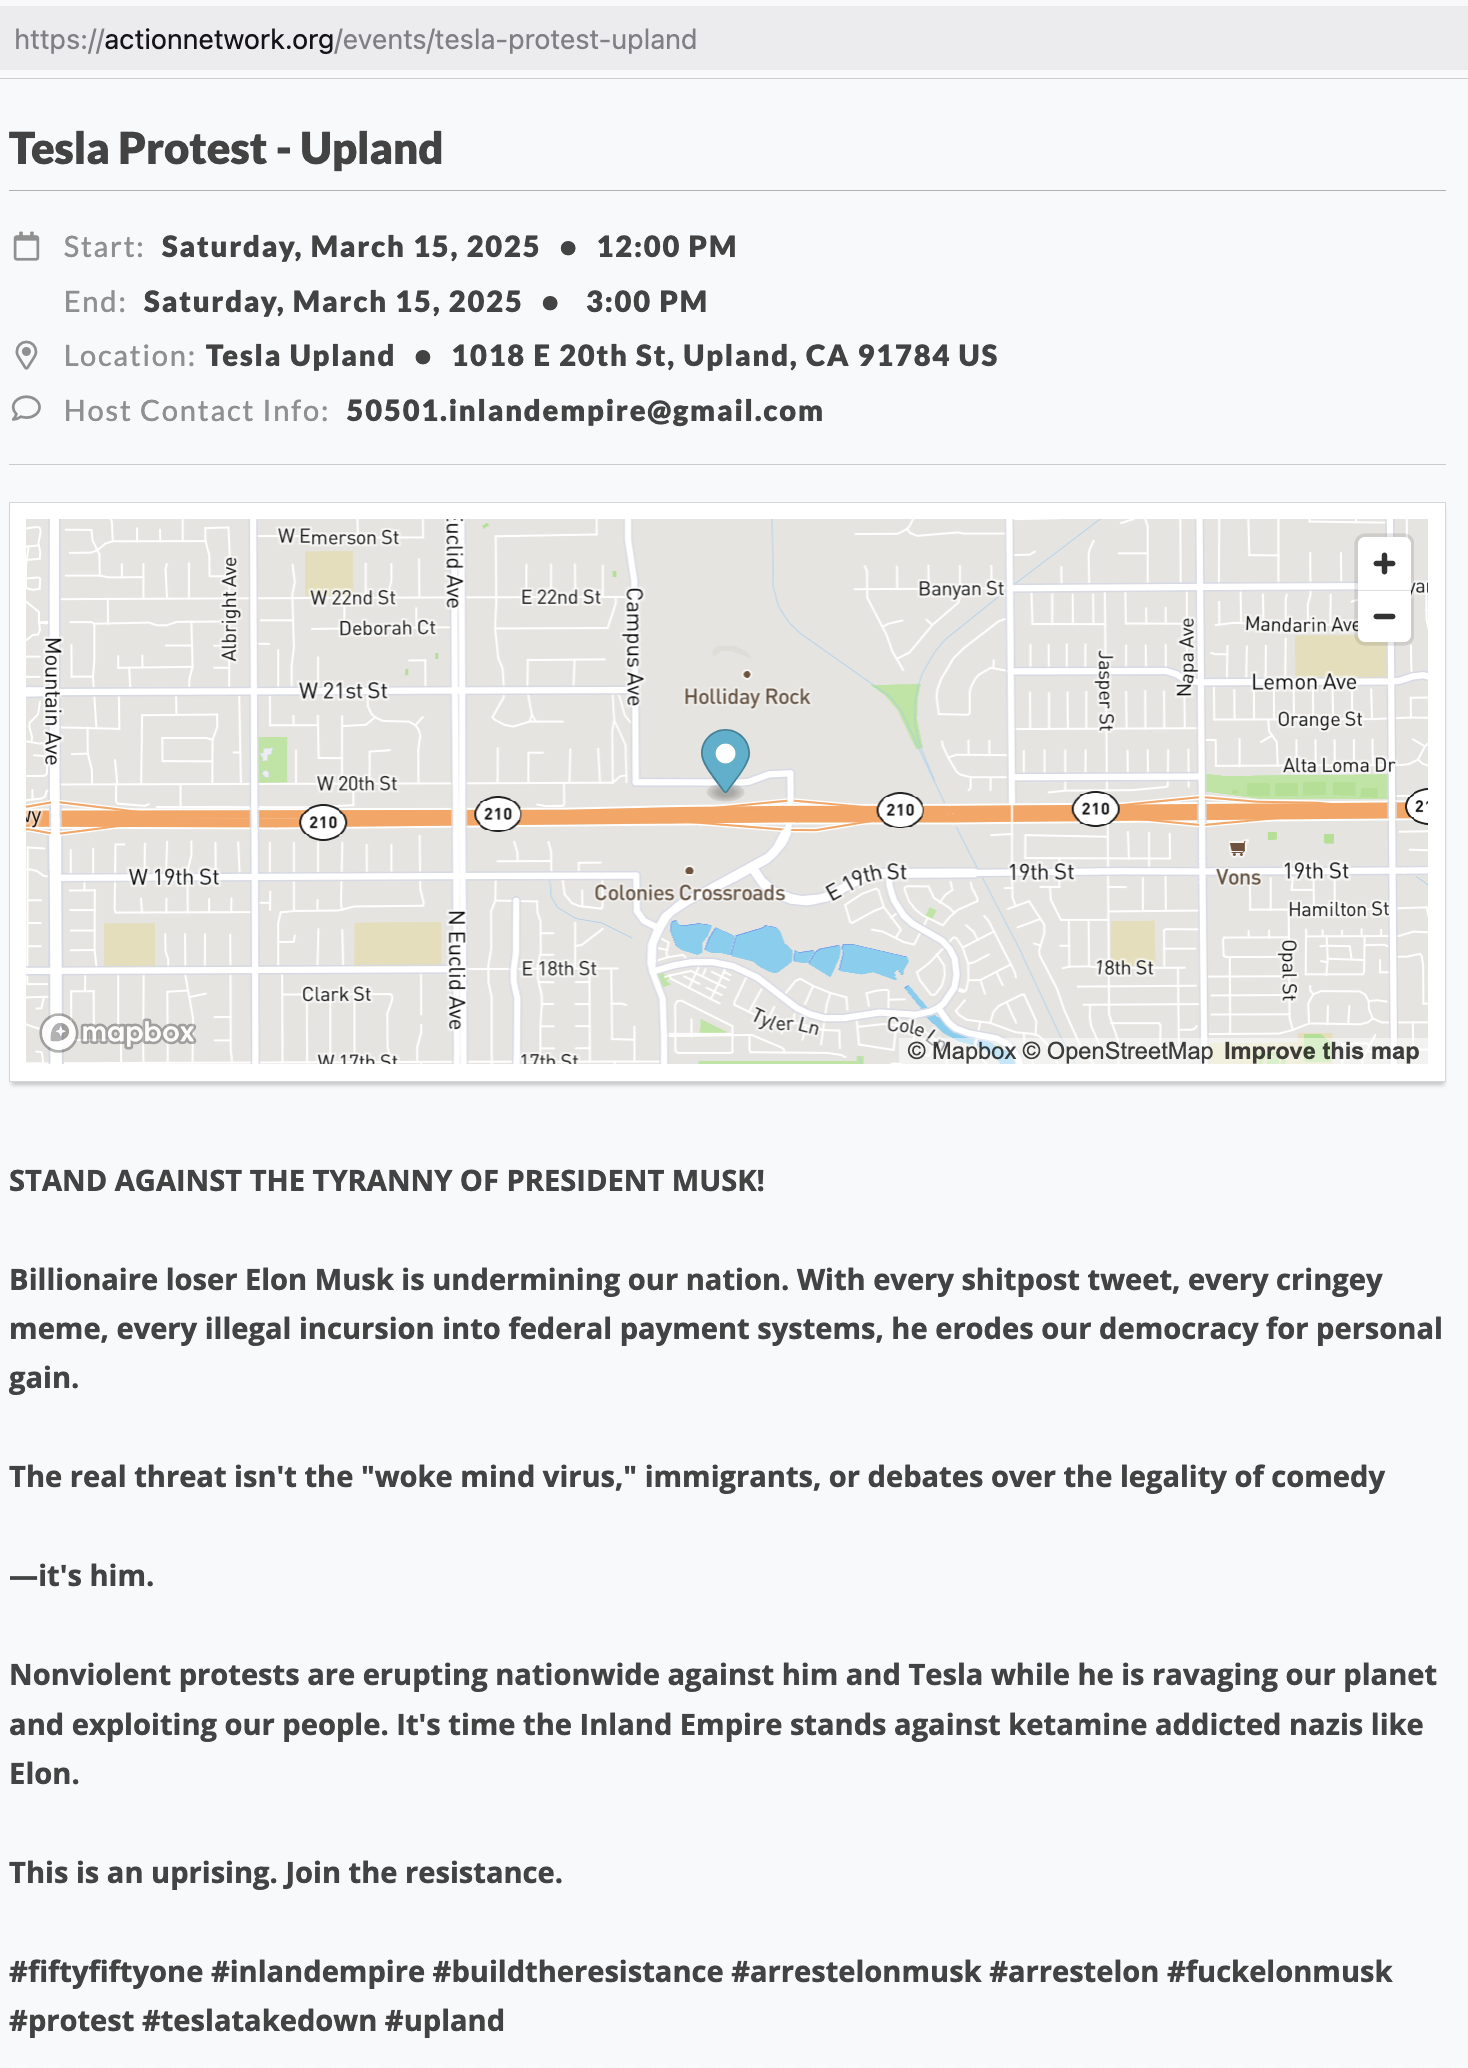 https://actionnetwork.org/events/tesla-protest-upland
Tesla Protest - Upland
Start: Saturday, March 15, 2025 ● 12:00 PM
End: Saturday, March 15, 2025 ● 3:00 PM
Location: Tesla Upland ● 1018 E 20th St, Upland, CA 91784 US
Host Contact Info: 50501.inlandempire@gmail.com
W Emerson St
Euclid Ave
Albright Ave
W 22nd St
E 22nd St
Campus Ave
Banyan St
+
−
Deborah Ct
Mandarin Ave
Napa Ave
Mountain Ave
W 21st St
Holliday Rock
Jasper St
Lemon Ave
Orange St
W 20th St
Alta Loma Dr
210
210
210
210
W 19th St
Colonies Crossroads
E 19th St
19th St
Vons
19th St
Hamilton St
N Euclid Ave
E 18th St
18th St
Opal St
Clark St
Tyler Ln
Cole
mapbox
W 17th St
17th St
© Mapbox © OpenStreetMap Improve this map
STAND AGAINST THE TYRANNY OF PRESIDENT MUSK!
Billionaire loser Elon Musk is undermining our nation. With every shitpost tweet, every cringey
meme, every illegal incursion into federal payment systems, he erodes our democracy for personal
gain.
The real threat isn't the "woke mind virus," immigrants, or debates over the legality of comedy
—it's him.
Nonviolent protests are erupting nationwide against him and Tesla while he is ravaging our planet
and exploiting our people. It's time the Inland Empire stands against ketamine addicted nazis like
Elon.
This is an uprising. Join the resistance.
#fiftyfiftyone #inlandempire #buildtheresistance #arrestelonmusk #arrestelon #fuckelonmusk
#protest #teslatakedown #upland